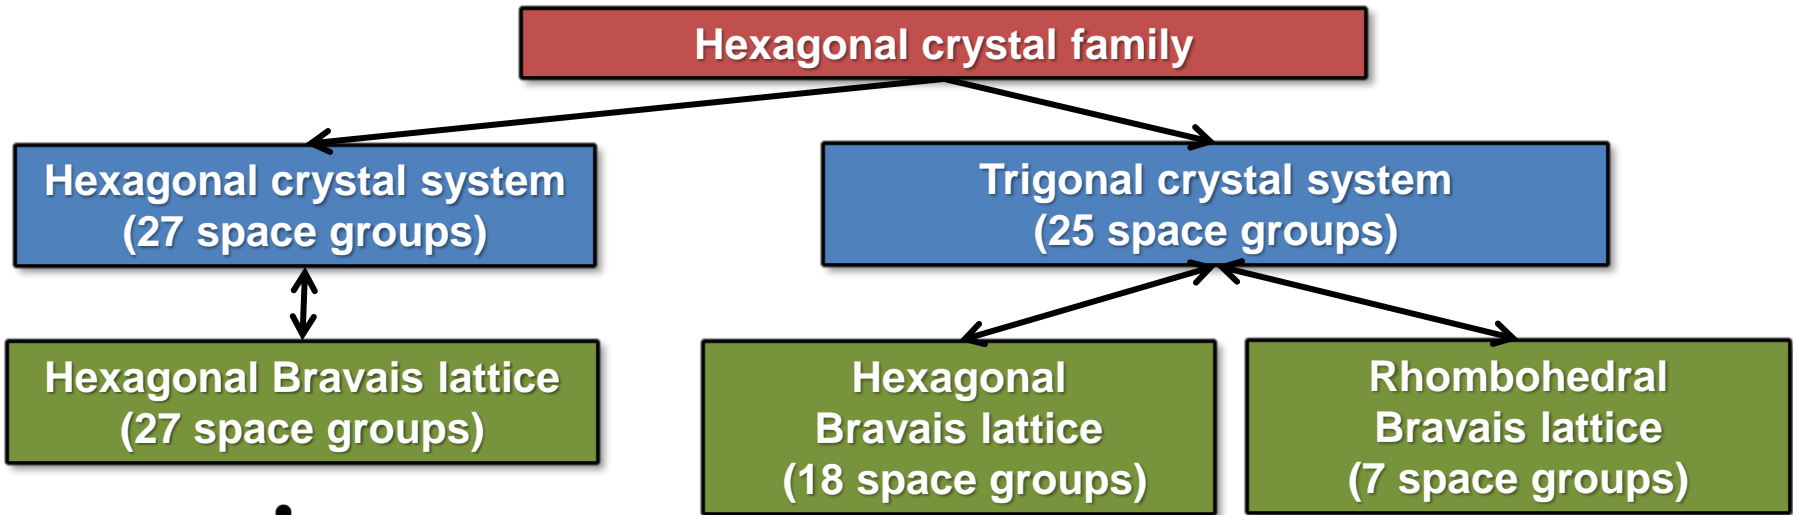 Hexagonal crystal family
Hexagonal crystal system
(27 space groups)
Trigonal crystal system
(25 space groups)
Hexagonal Bravais lattice
(27 space groups)
Hexagonal
Bravais lattice
(18 space groups)
Rhombohedral
Bravais lattice
(7 space groups)